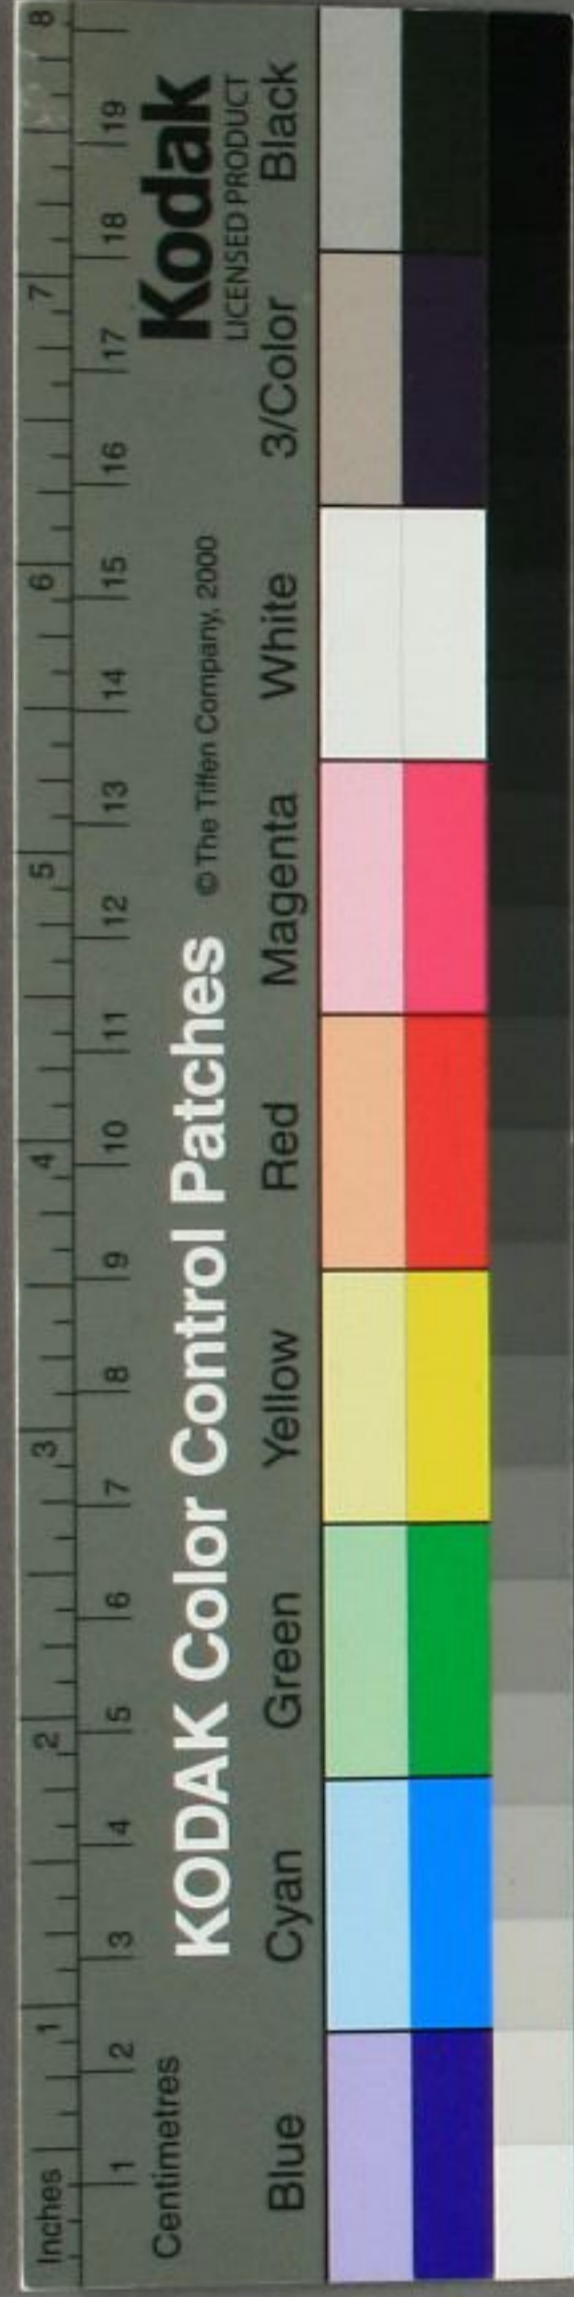 Inches 1 2 3 4 5 6 7 8
Centimetres 1 2 3 4 5 6 7 8 9 10 11 12 13 14 15 16 17 18 19
KODAK Color Control Patches © The Tiffen Company, 2000 Kodak
LICENSED PRODUCT
Blue Cyan Green Yellow Red Magenta White 3/Color Black